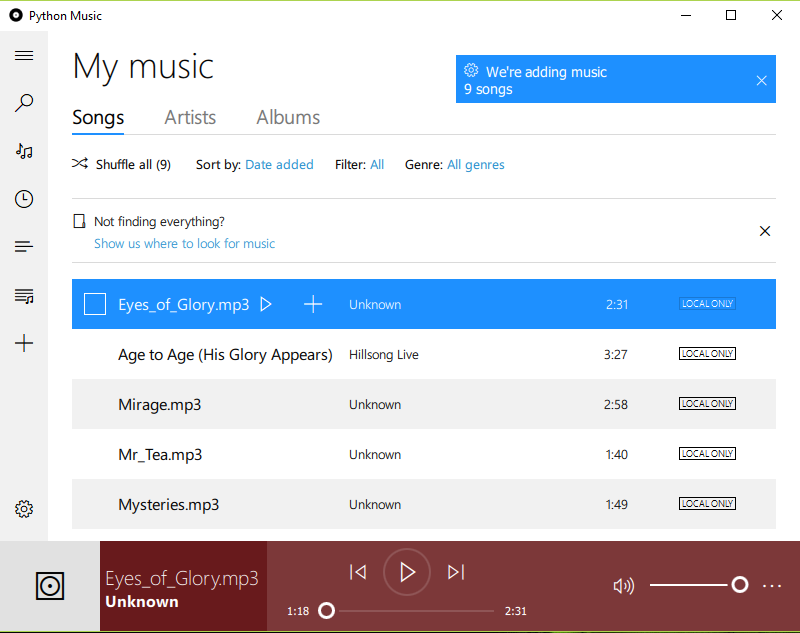 Python Music
My music
We're adding music
9 songs
Songs Artists Albums
Shuffle all (9) Sort by: Date added Filter: All Genre: All genres
Not finding everything?
Show us where to look for music
Eyes_of_Glory.mp3 Unknown 2:31 LOCAL ONLY
Age to Age (His Glory Appears) Hillsong Live 3:27 LOCAL ONLY
Mirage.mp3 Unknown 2:58 LOCAL ONLY
Mr_Tea.mp3 Unknown 1:40 LOCAL ONLY
Mysteries.mp3 Unknown 1:49 LOCAL ONLY
Eyes_of_Glory.mp3
Unknown
1:18 2:31